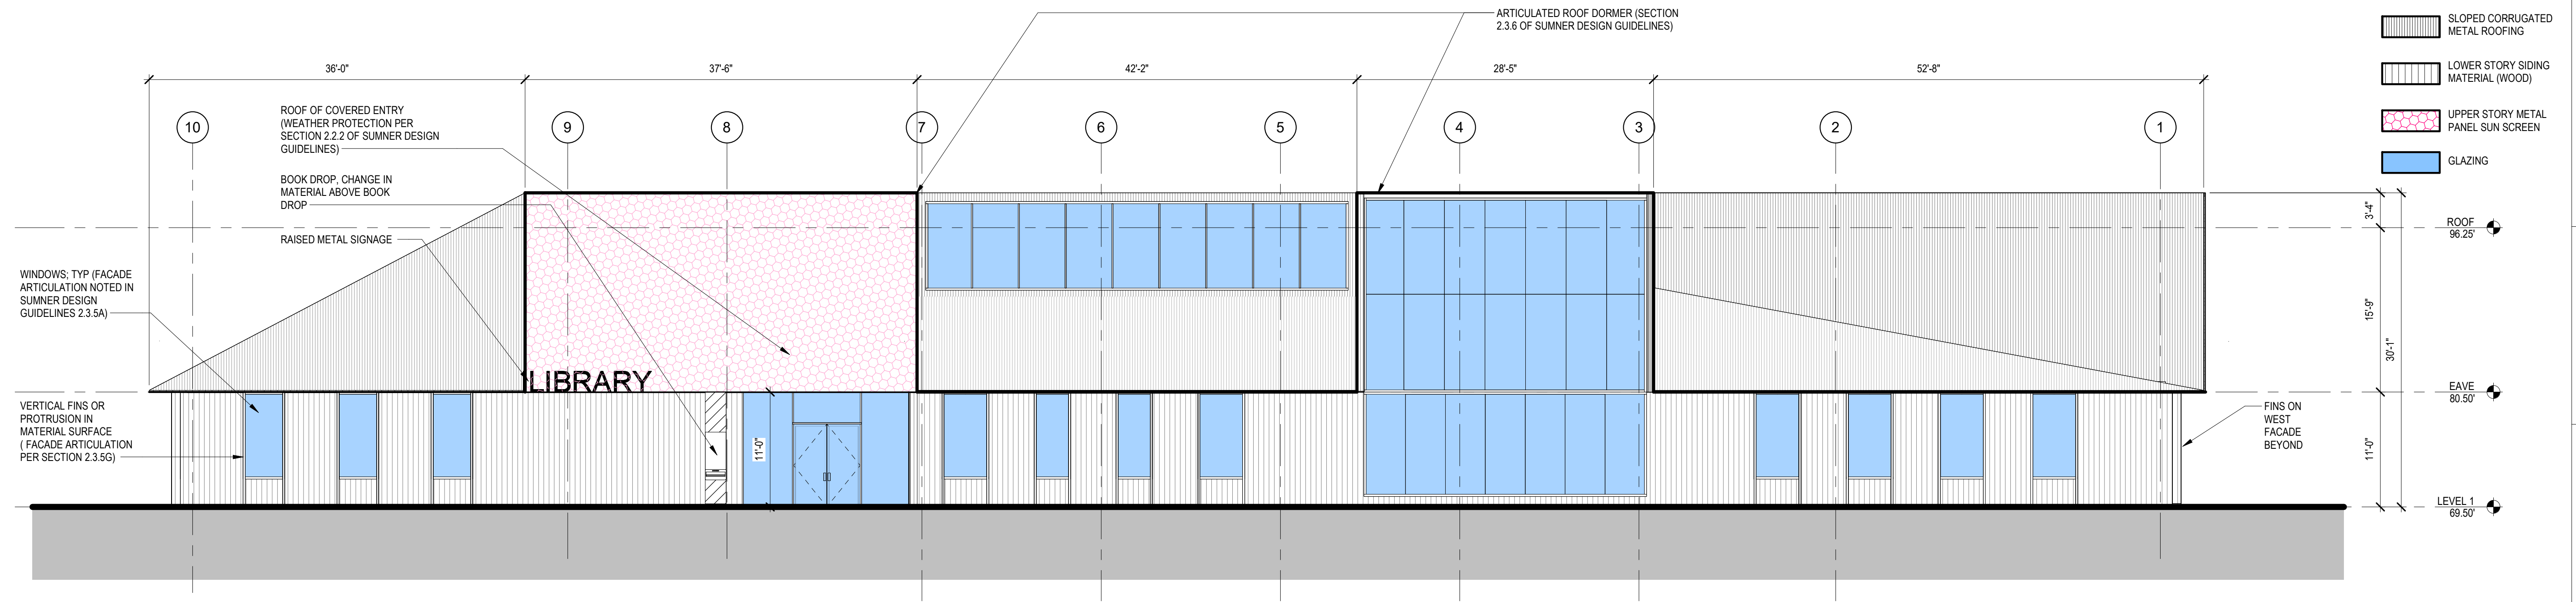 ARTICULATED ROOF DORMER (SECTION
2.3.6 OF SUMNER DESIGN GUIDELINES)
SLOPED CORRUGATED
METAL ROOFING
LOWER STORY SIDING
MATERIAL (WOOD)
UPPER STORY METAL
PANEL SUN SCREEN
GLAZING
36'-0"
37'-6"
42'-2"
28'-5"
52'-8"
10
9
8
7
6
5
4
3
2
1
ROOF OF COVERED ENTRY
(WEATHER PROTECTION PER
SECTION 2.2.2 OF SUMNER DESIGN
GUIDELINES)
BOOK DROP, CHANGE IN
MATERIAL ABOVE BOOK
DROP
RAISED METAL SIGNAGE
WINDOWS; TYP (FACADE
ARTICULATION NOTED IN
SUMNER DESIGN
GUIDELINES 2.3.5A)
VERTICAL FINS OR
PROTRUSION IN
MATERIAL SURFACE
( FACADE ARTICULATION
PER SECTION 2.3.5G)
LIBRARY
11'-0"
FINS ON
WEST
FACADE
BEYOND
3'-4"
15'-9"
30'-1"
11'-0"
ROOF
96.25'
EAVE
80.50'
LEVEL 1
69.50'